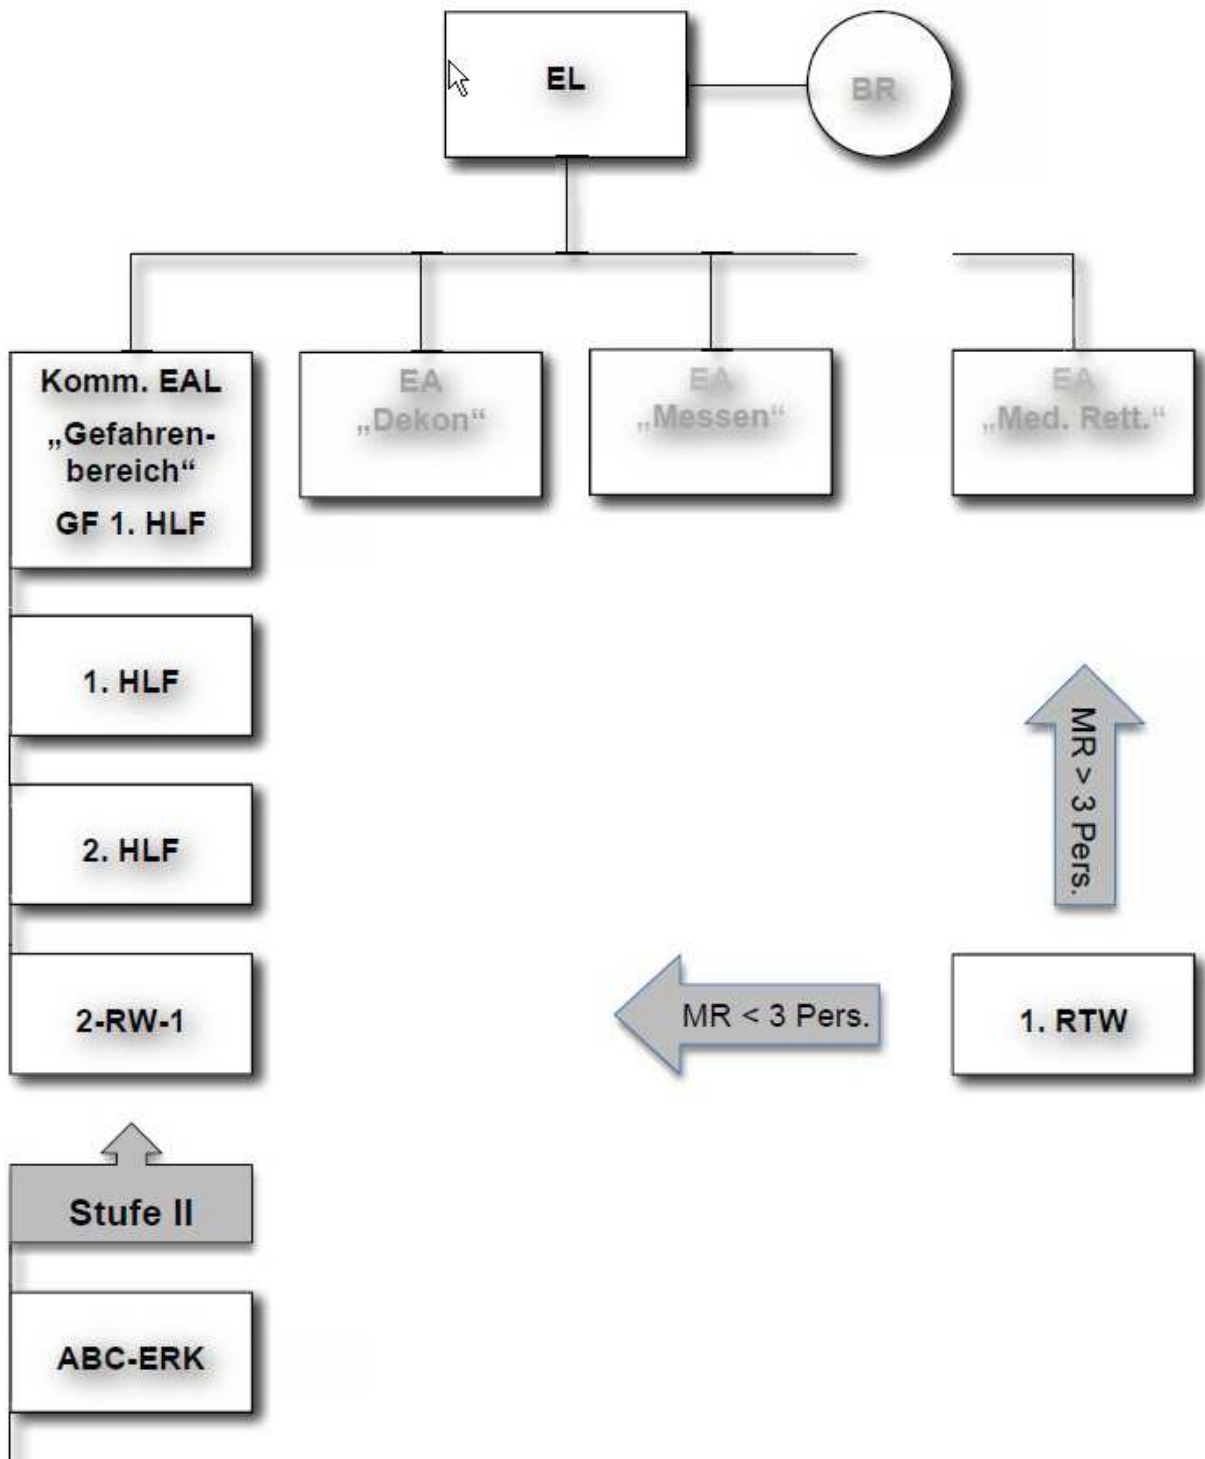 EL
BR
Komm. EAL
„Gefahren-
bereich“
GF 1. HLF
EA
„Dekon“
EA
„Messen“
EA
„Med. Rett.“
1. HLF
MR > 3 Pers.
2. HLF
2-RW-1
MR < 3 Pers.
1. RTW
Stufe II
ABC-ERK